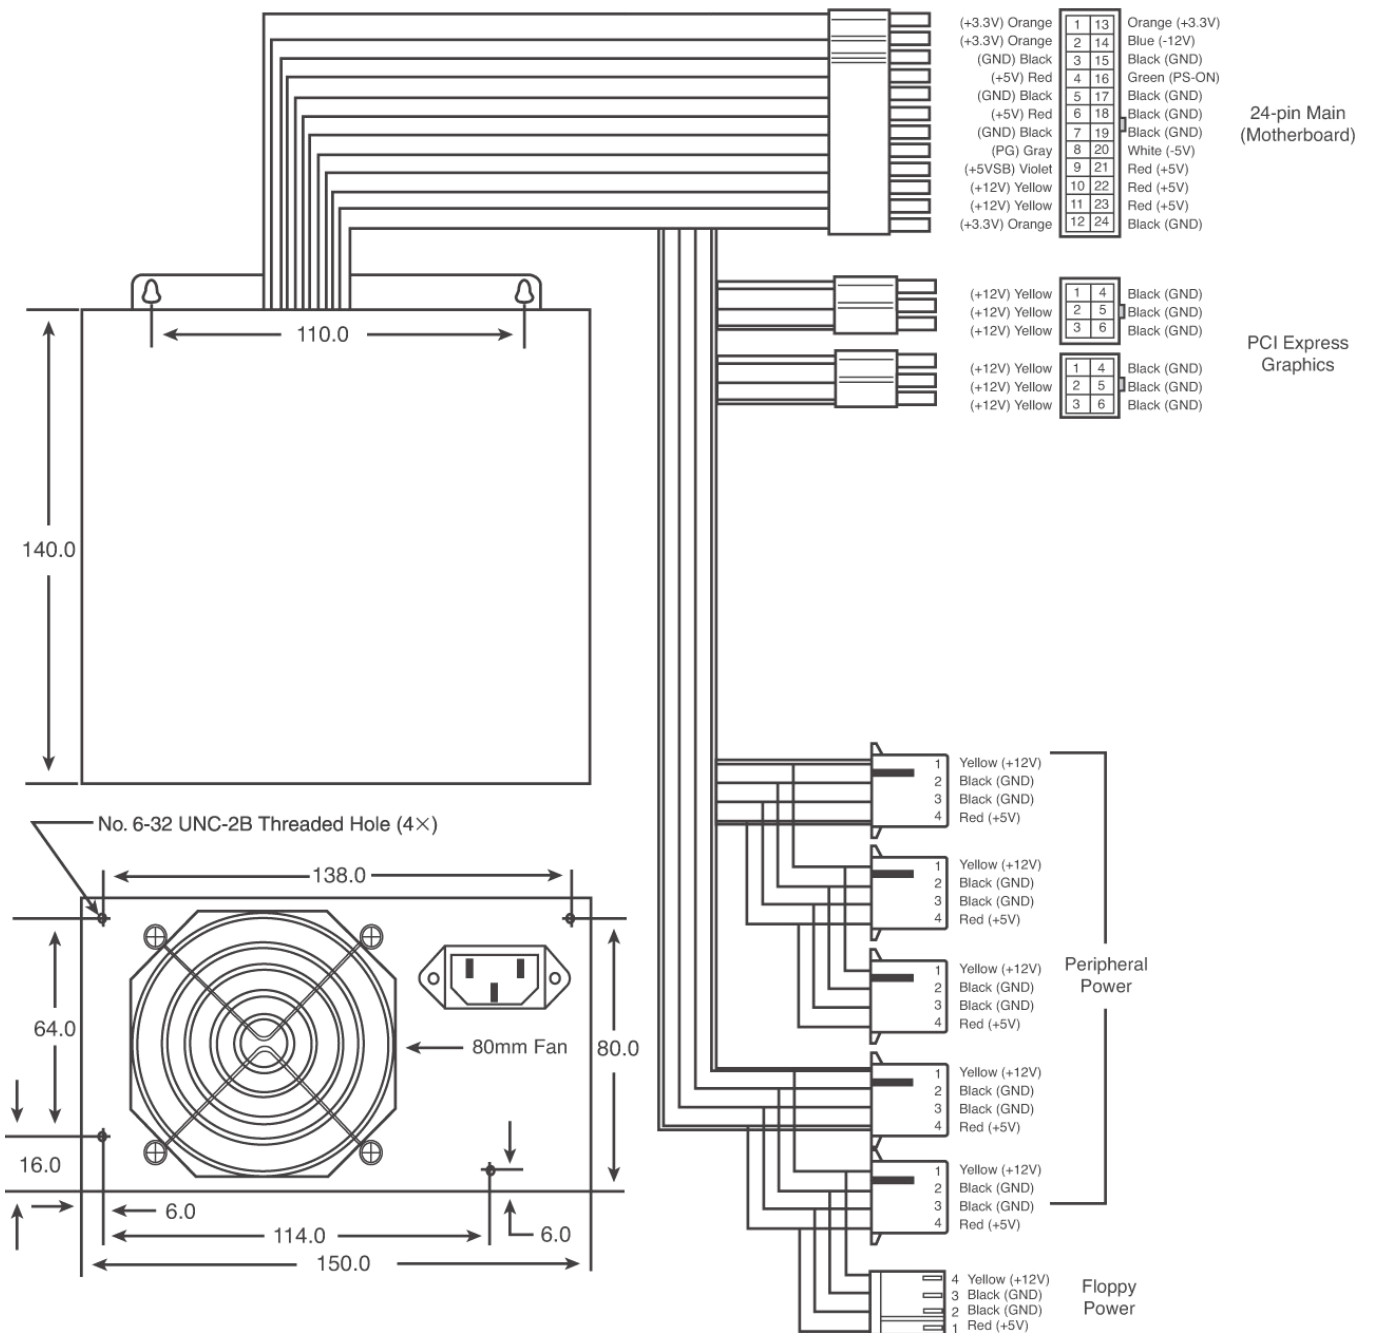 (+3.3V) Orange 1 13 Orange (+3.3V)
(+3.3V) Orange 2 14 Blue (-12V)
(GND) Black 3 15 Black (GND)
(+5V) Red 4 16 Green (PS-ON)
(GND) Black 5 17 Black (GND)
(+5V) Red 6 18 Black (GND)
(GND) Black 7 19 Black (GND)
(PG) Gray 8 20 White (-5V)
(+5VSB) Violet 9 21 Red (+5V)
(+12V) Yellow 10 22 Red (+5V)
(+12V) Yellow 11 23 Red (+5V)
(+3.3V) Orange 12 24 Black (GND)
24-pin Main
(Motherboard)
(+12V) Yellow 1 4 Black (GND)
(+12V) Yellow 2 5 Black (GND)
(+12V) Yellow 3 6 Black (GND)
PCI Express
Graphics
(+12V) Yellow 1 4 Black (GND)
(+12V) Yellow 2 5 Black (GND)
(+12V) Yellow 3 6 Black (GND)
110.0
140.0
No. 6-32 UNC-2B Threaded Hole (4×)
138.0
64.0
80mm Fan
80.0
16.0
6.0
114.0
6.0
150.0
1 Yellow (+12V)
2 Black (GND)
3 Black (GND)
4 Red (+5V)
1 Yellow (+12V)
2 Black (GND)
3 Black (GND)
4 Red (+5V)
1 Yellow (+12V)
2 Black (GND)
3 Black (GND)
4 Red (+5V)
Peripheral
Power
1 Yellow (+12V)
2 Black (GND)
3 Black (GND)
4 Red (+5V)
1 Yellow (+12V)
2 Black (GND)
3 Black (GND)
4 Red (+5V)
4 Yellow (+12V)
3 Black (GND)
2 Black (GND)
1 Red (+5V)
Floppy
Power